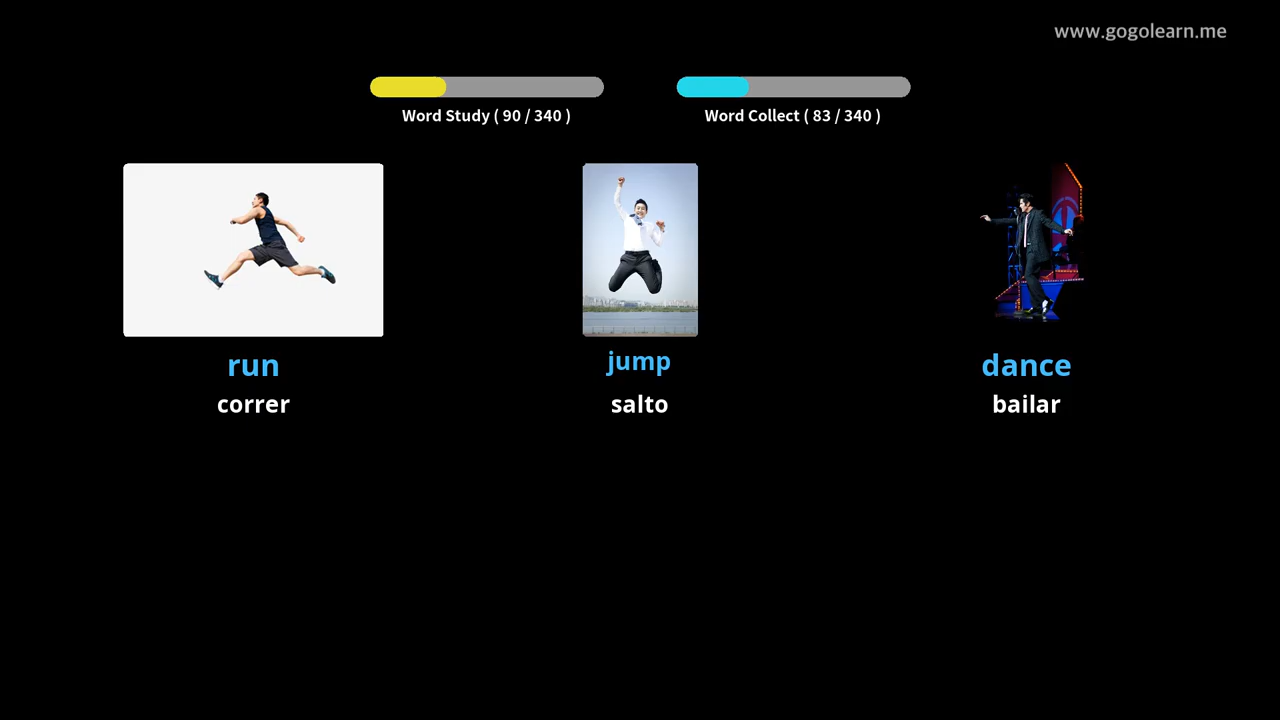 www.gogolearn.me
Word Study ( 90 / 340 )
Word Collect ( 83 / 340 )
run
jump
dance
correr
salto
bailar